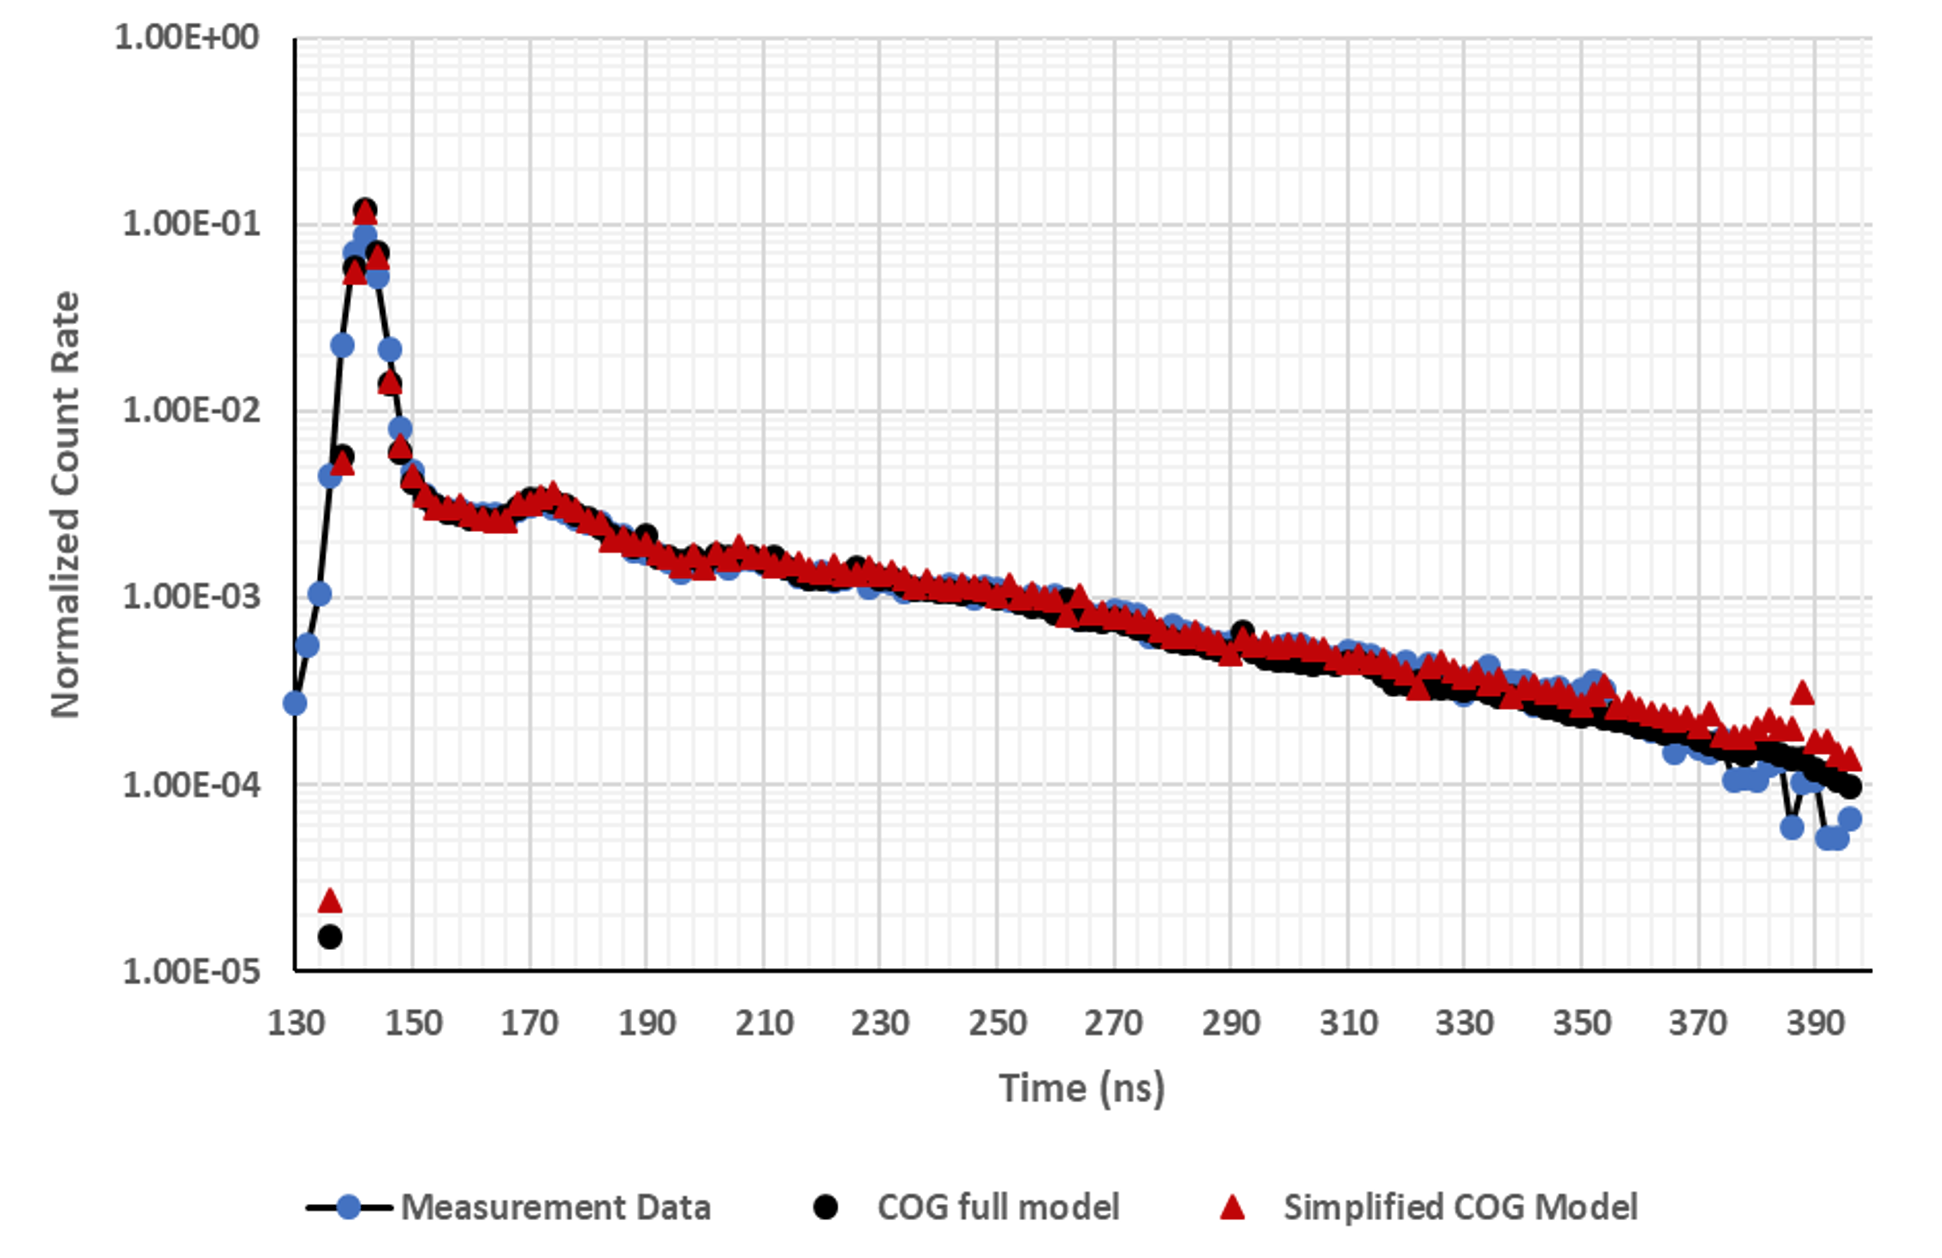 1.00E+00
1.00E-01
1.00E-02
1.00E-03
1.00E-04
1.00E-05
Normalized Count Rate
130 150 170 190 210 230 250 270 290 310 330 350 370 390
Time (ns)
Measurement Data COG full model Simplified COG Model